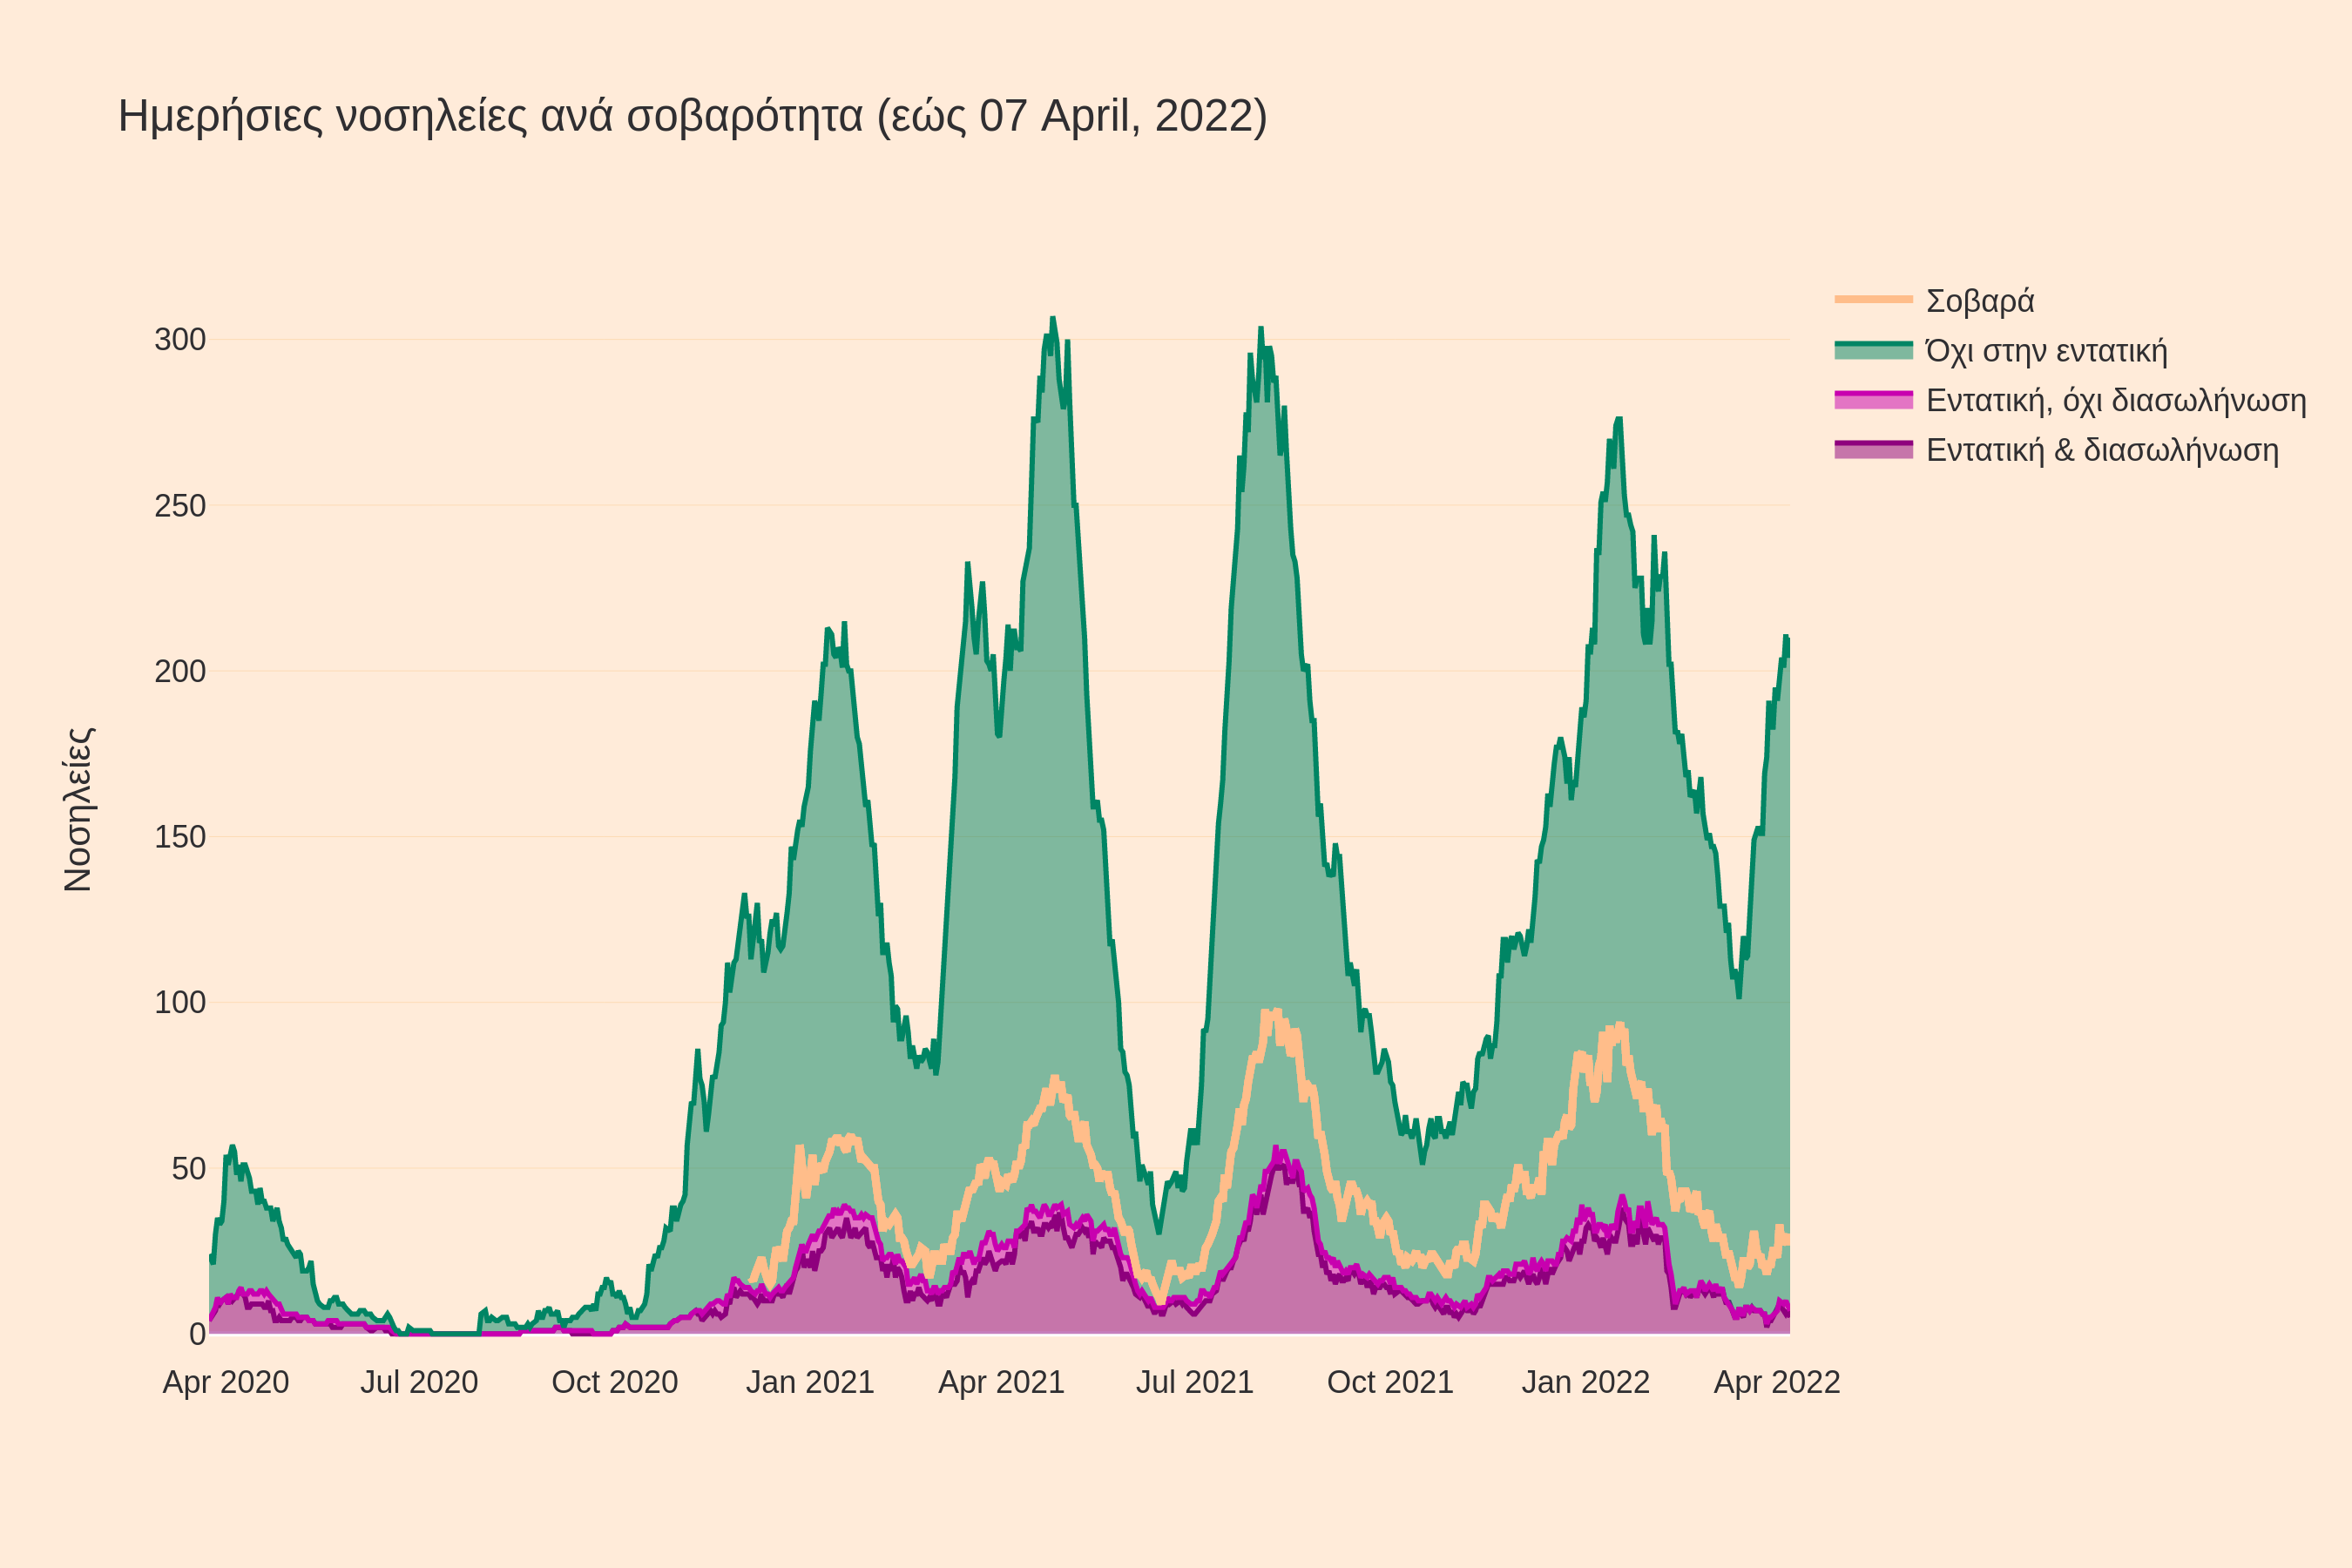 Ημερήσιες νοσηλείες ανά σοβαρότητα (εώς 07 April, 2022)
Σοβαρά
Όχι στην εντατική
Εντατική, όχι διασωλήνωση
Εντατική & διασωλήνωση
Νοσηλείες
300
250
200
150
100
50
0
Apr 2020 Jul 2020 Oct 2020 Jan 2021 Apr 2021 Jul 2021 Oct 2021 Jan 2022 Apr 2022